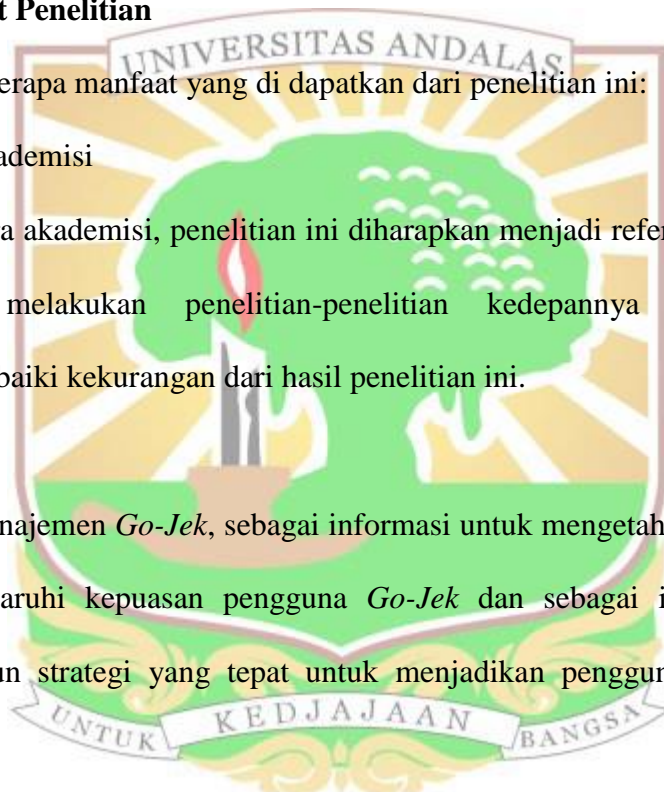 t Penelitian
UNIVERSITAS ANDALAS
erapa manfaat yang di dapatkan dari penelitian ini:
ademisi
a akademisi, penelitian ini diharapkan menjadi refer
melakukan penelitian-penelitian kedepannya
baiki kekurangan dari hasil penelitian ini.
najemen Go-Jek, sebagai informasi untuk mengetah
aruhi kepuasan pengguna Go-Jek dan sebagai i
un strategi yang tepat untuk menjadikan penggun
UNTUK KEDJAJAAN BANGSA